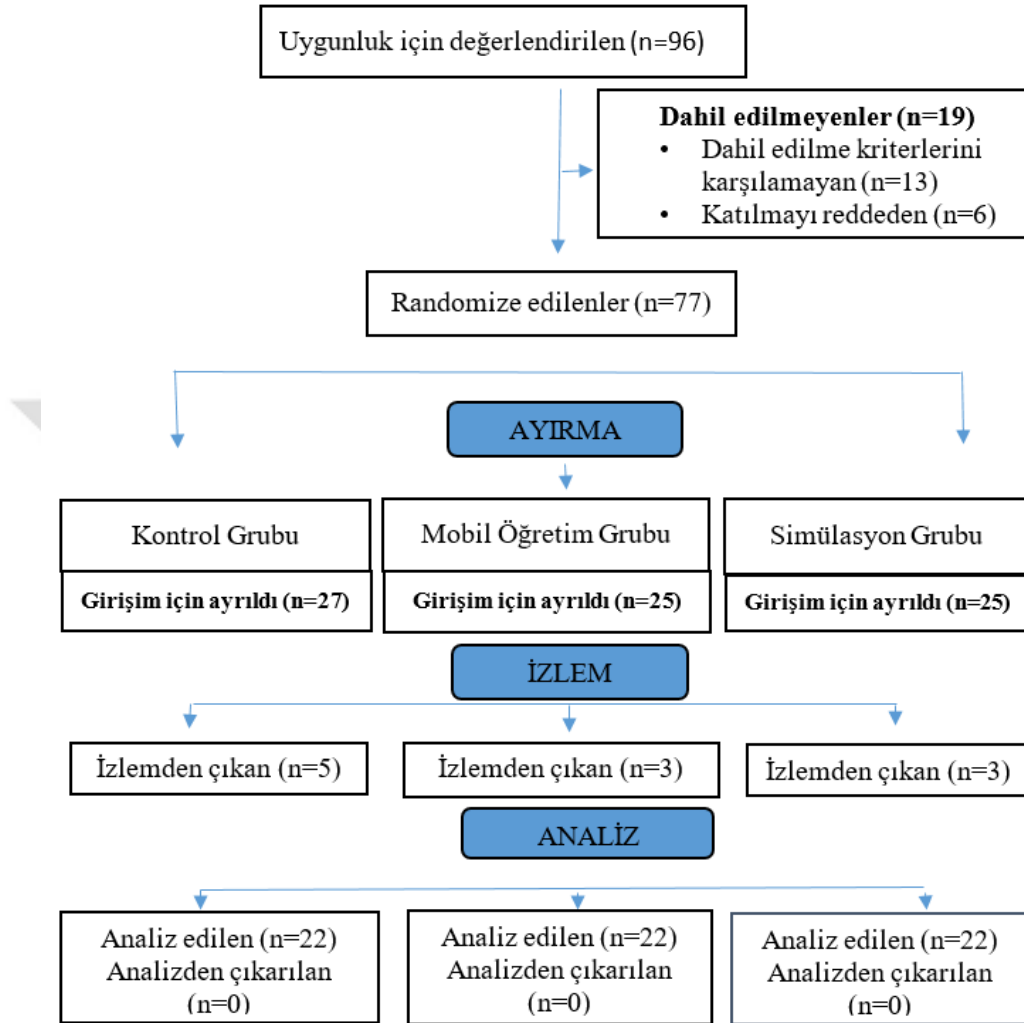 Uygunluk için değerlendirilen (n=96)
Dahil edilmeyenler (n=19)
• Dahil edilme kriterlerini
karşılamayan (n=13)
• Katılmayı reddeden (n=6)
Randomize edilenler (n=77)
AYIRMA
Kontrol Grubu
Girişim için ayrıldı (n=27)
Mobil Öğretim Grubu
Girişim için ayrıldı (n=25)
Simülasyon Grubu
Girişim için ayrıldı (n=25)
İZLEM
İzlemden çıkan (n=5)
İzlemden çıkan (n=3)
İzlemden çıkan (n=3)
ANALİZ
Analiz edilen (n=22)
Analizden çıkarılan
(n=0)
Analiz edilen (n=22)
Analizden çıkarılan
(n=0)
Analiz edilen (n=22)
Analizden çıkarılan
(n=0)